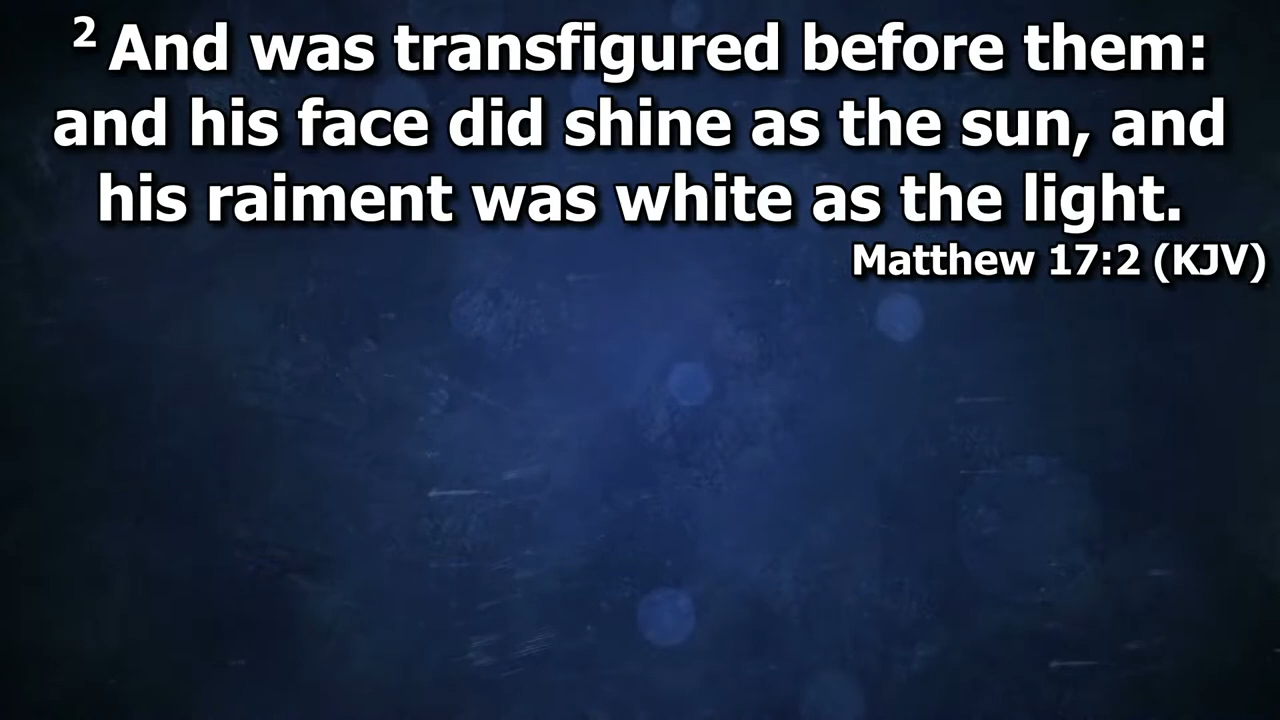 2 And was transfigured before them:
and his face did shine as the sun, and
his raiment was white as the light.
Matthew 17:2 (KJV)